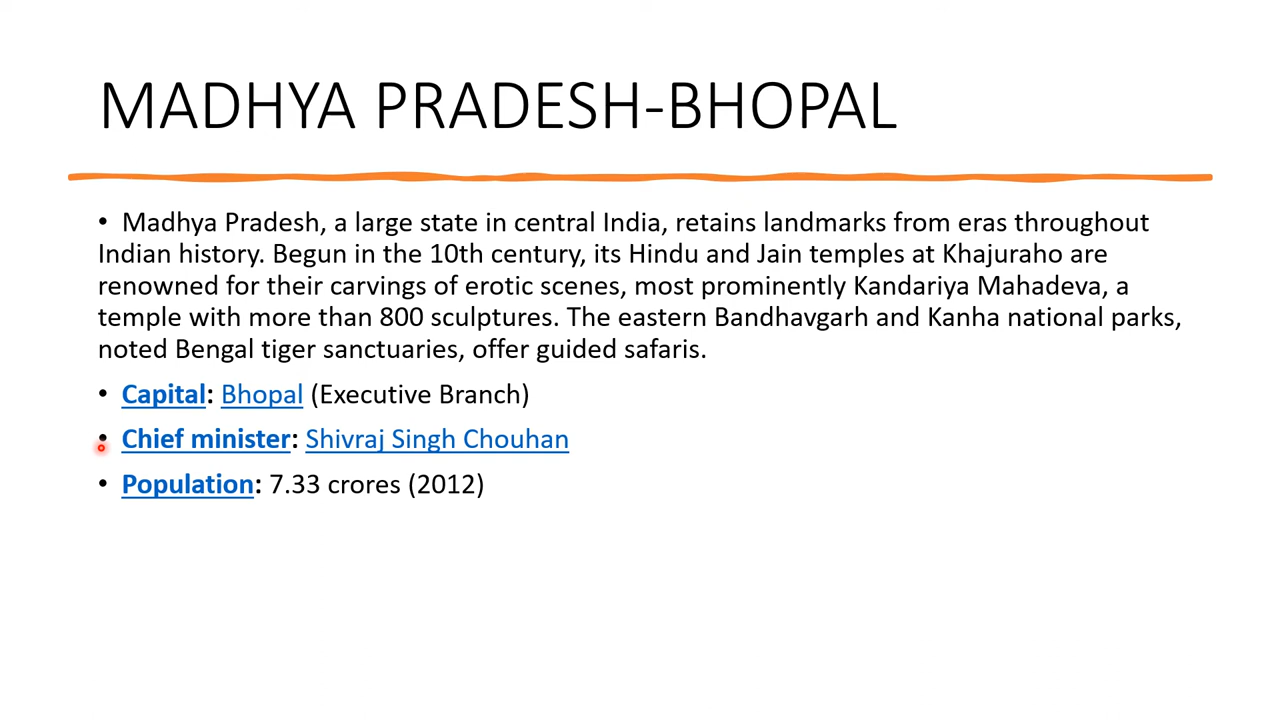 MADHYA PRADESH-BHOPAL
• Madhya Pradesh, a large state in central India, retains landmarks from eras throughout
Indian history. Begun in the 10th century, its Hindu and Jain temples at Khajuraho are
renowned for their carvings of erotic scenes, most prominently Kandariya Mahadeva, a
temple with more than 800 sculptures. The eastern Bandhavgarh and Kanha national parks,
noted Bengal tiger sanctuaries, offer guided safaris.
• Capital: Bhopal (Executive Branch)
• Chief minister: Shivraj Singh Chouhan
• Population: 7.33 crores (2012)